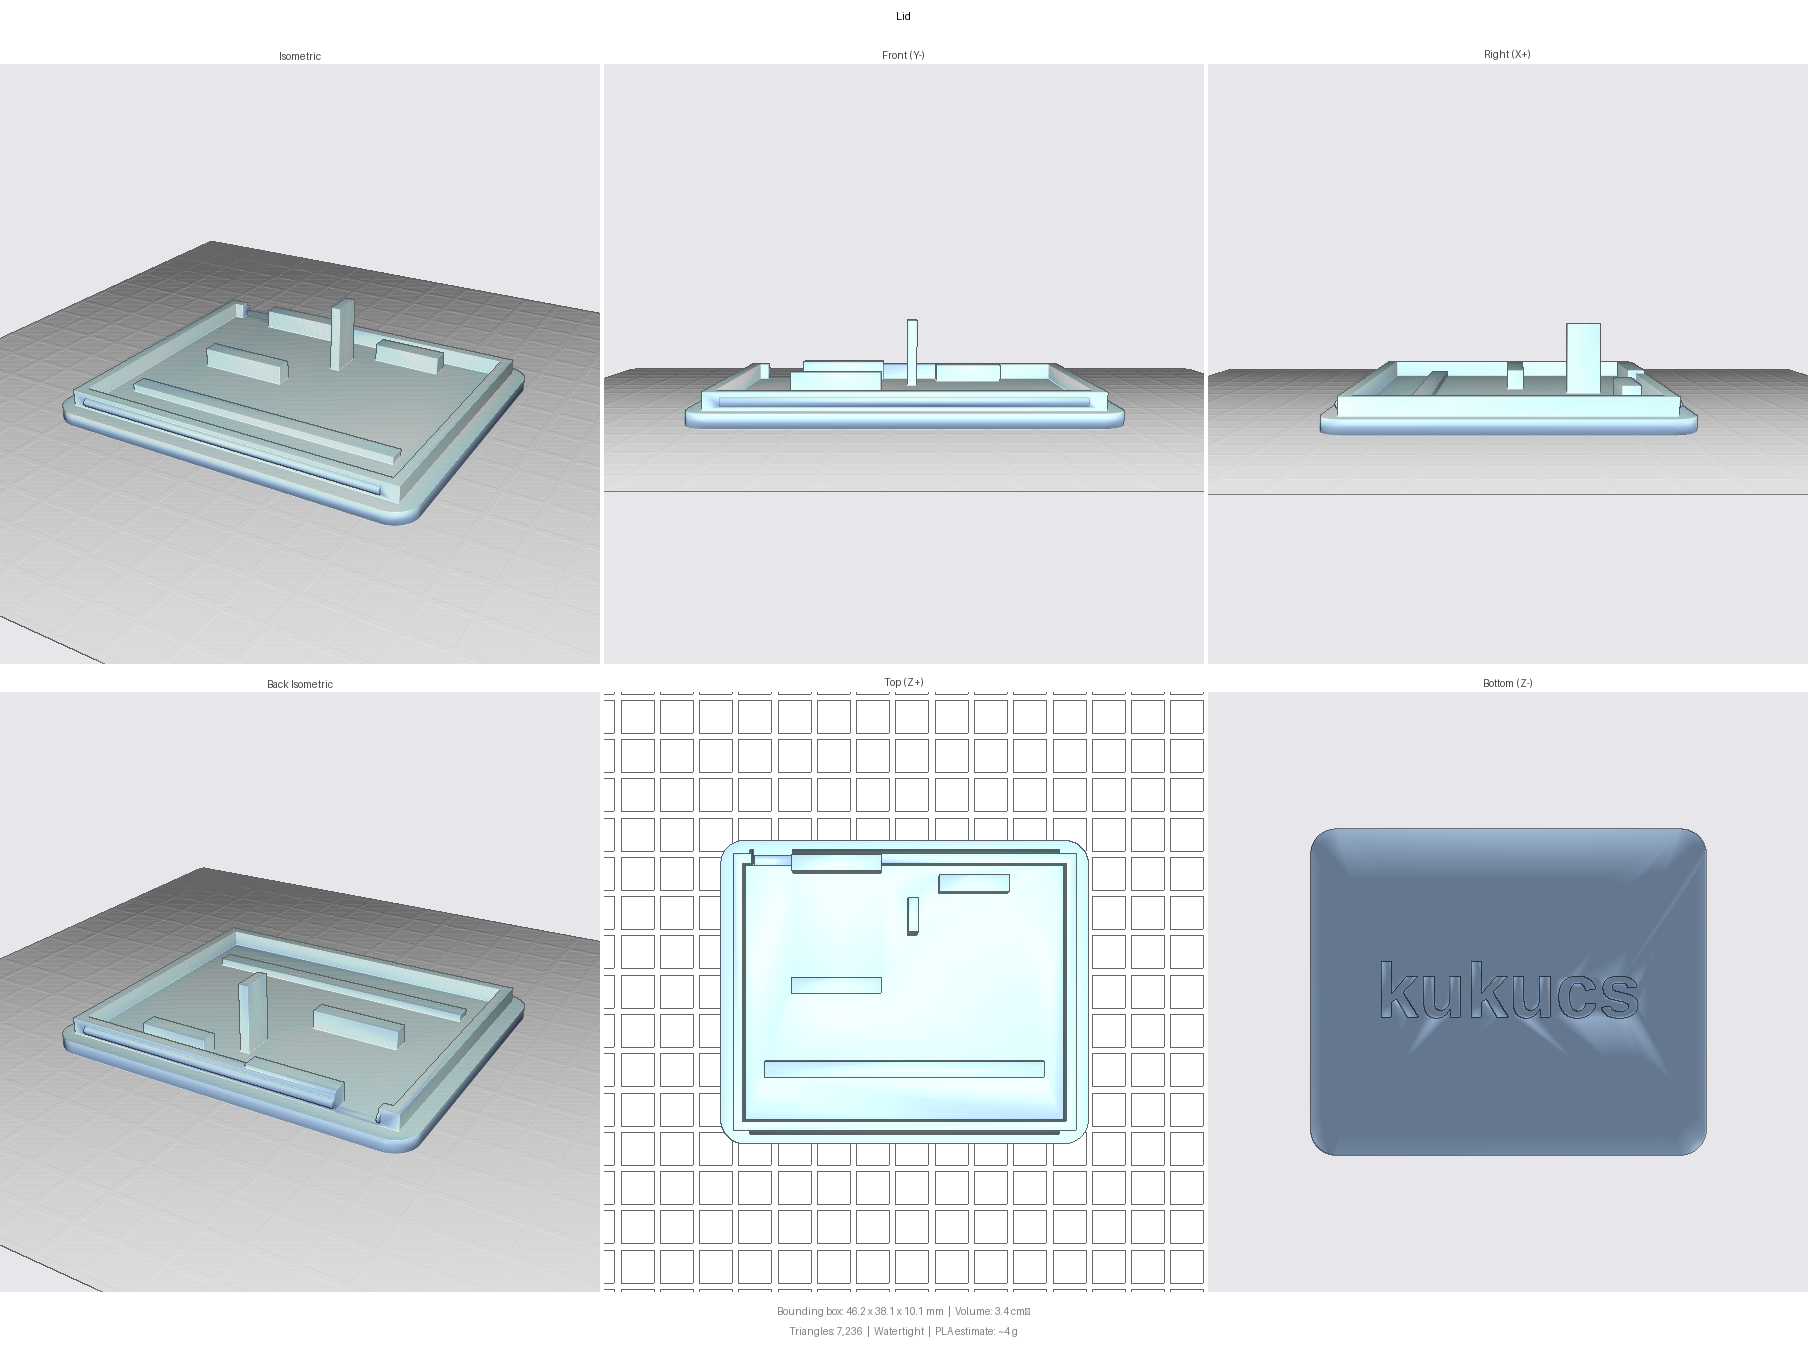 Lid
Isometric
Front (Y-)
Right (X+)
Back Isometric
Top (Z+)
Bottom (Z-)
kukucs
Bounding box: 46.2 x 38.1 x 10.1 mm | Volume: 3.4 cm▯
Triangles: 7,236 | Watertight | PLA estimate: ~4 g